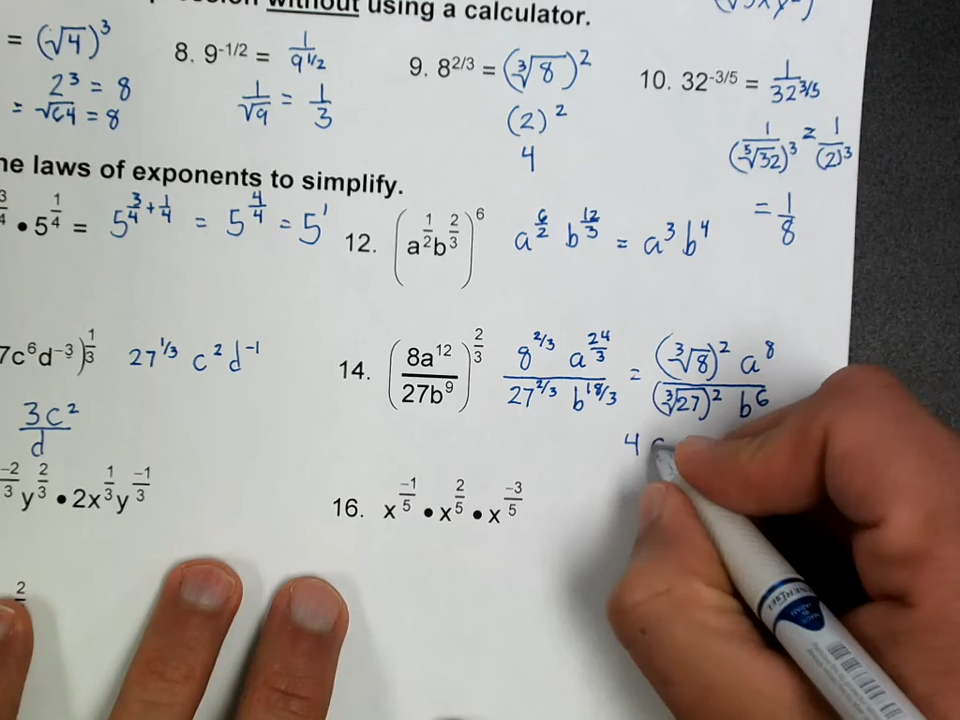 without using a calculator.
= (√4)³
2³ = 8
= √64 = 8
8. 9^(-1/2) = 1/9^(1/2)
1/√9 = 1/3
9. 8^(2/3) = (∛8)²
(2)²
4
10. 32^(-3/5) = 1/32^(3/5)
1/(⁵√32)³ = 1/(2)³
= 1/8
he laws of exponents to simplify.
• 5^(1/4) = 5^(3/4 + 1/4) = 5^(4/4) = 5¹
12. (a^(1/2) b^(2/3))^6 a^(6/2) b^(12/3) = a³ b⁴
7c⁶d⁻³)^(1/3) 27^(1/3) c² d⁻¹
3c²/d
14. (8a¹²/27b⁹)^(2/3) 8^(2/3) a^(24/3) / 27^(2/3) b^(18/3) = (∛8)² a⁸ / (∛27)² b⁶
4
y^(2/3) • 2x^(1/3) y^(-1/3)
16. x^(-1/5) • x^(2/5) • x^(-3/5)
2